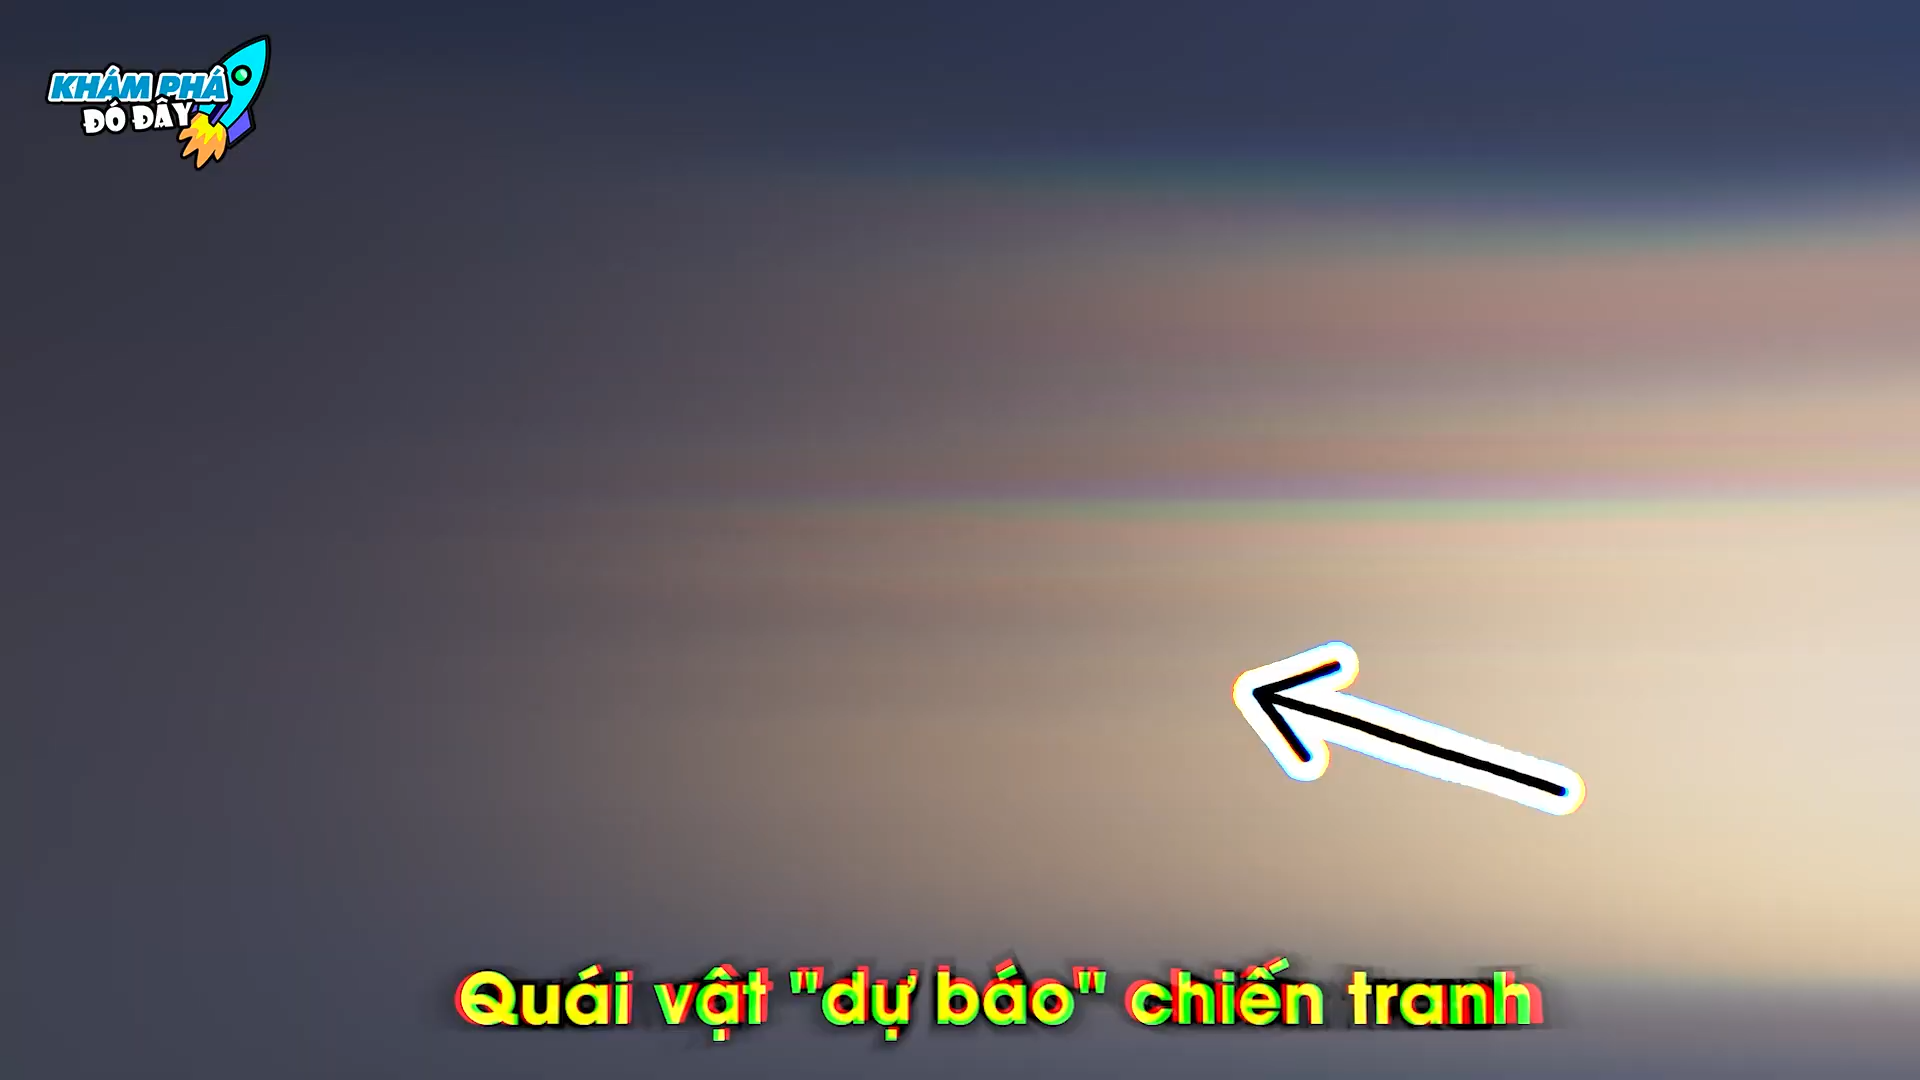 KHÁM PHÁ
ĐÓ ĐÂY
Quái vật "dự báo" chiến tranh